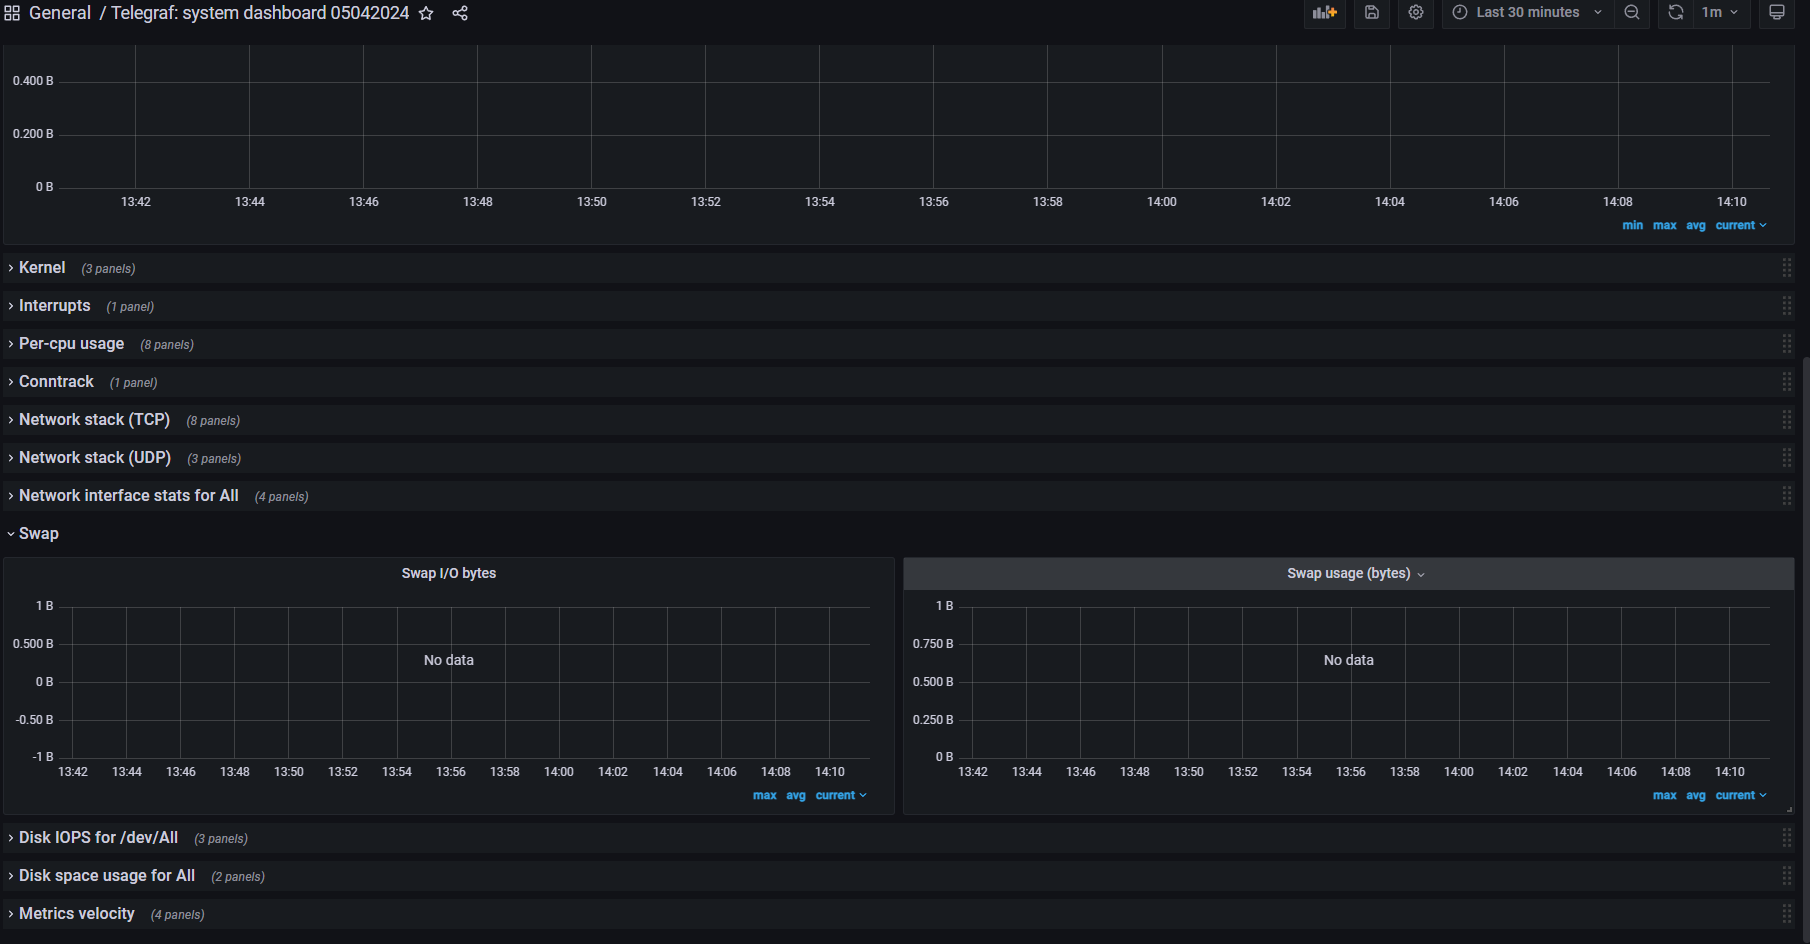 General / Telegraf: system dashboard 05042024
Last 30 minutes
1m
0.400 B
0.200 B
0 B
13:42 13:44 13:46 13:48 13:50 13:52 13:54 13:56 13:58 14:00 14:02 14:04 14:06 14:08 14:10
min max avg current
Kernel (3 panels)
Interrupts (1 panel)
Per-cpu usage (8 panels)
Conntrack (1 panel)
Network stack (TCP) (8 panels)
Network stack (UDP) (3 panels)
Network interface stats for All (4 panels)
Swap
Swap I/O bytes
1 B
0.500 B
No data
0 B
-0.50 B
-1 B
13:42 13:44 13:46 13:48 13:50 13:52 13:54 13:56 13:58 14:00 14:02 14:04 14:06 14:08 14:10
max avg current
Swap usage (bytes)
1 B
0.750 B
No data
0.500 B
0.250 B
0 B
13:42 13:44 13:46 13:48 13:50 13:52 13:54 13:56 13:58 14:00 14:02 14:04 14:06 14:08 14:10
max avg current
Disk IOPS for /dev/All (3 panels)
Disk space usage for All (2 panels)
Metrics velocity (4 panels)